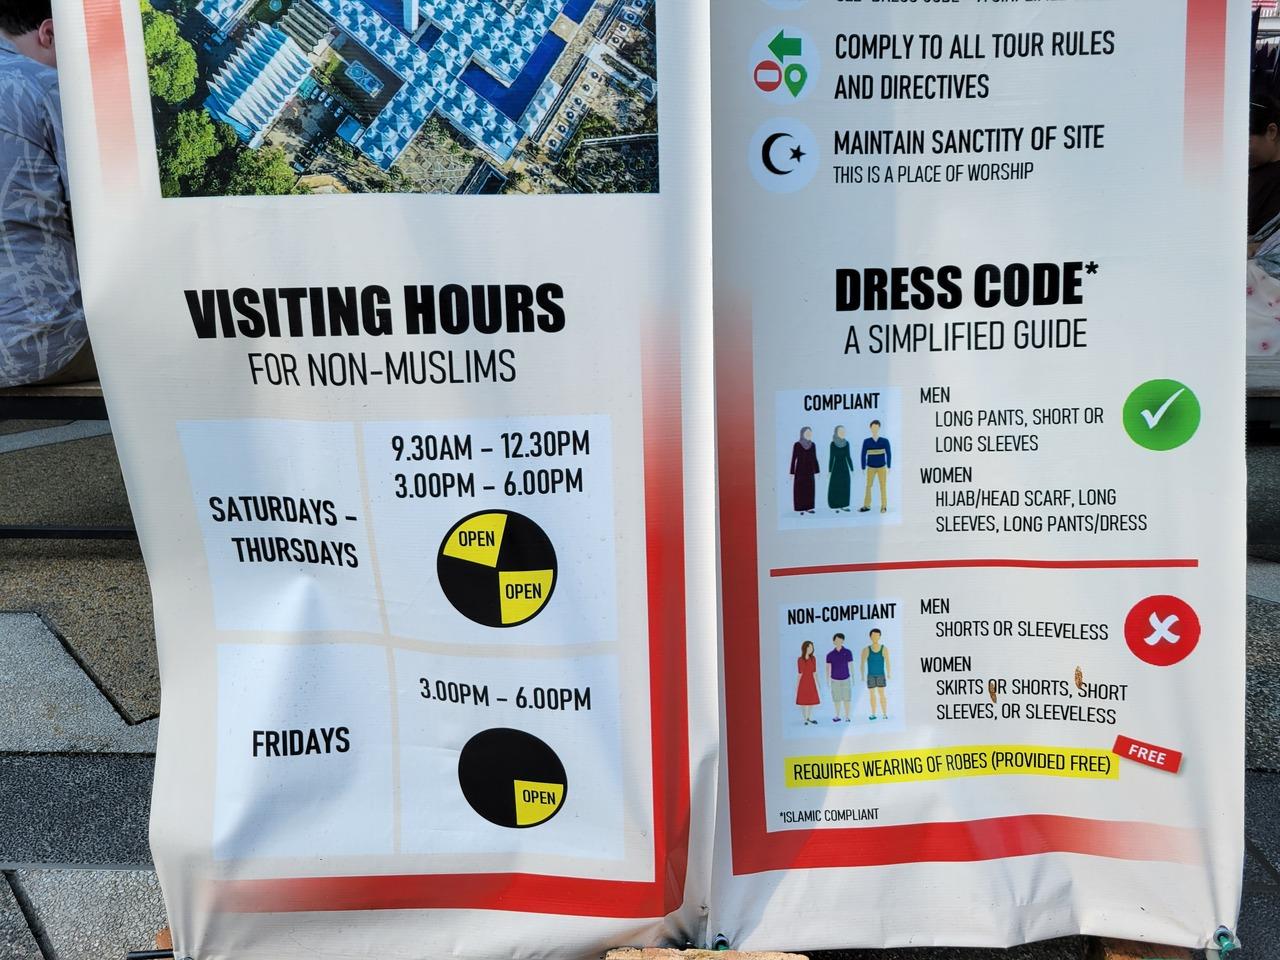 VISITING HOURS
FOR NON-MUSLIMS
SATURDAYS –
THURSDAYS
9.30AM – 12.30PM
3.00PM – 6.00PM
OPEN
OPEN
FRIDAYS
3.00PM – 6.00PM
OPEN
COMPLY TO ALL TOUR RULES
AND DIRECTIVES
MAINTAIN SANCTITY OF SITE
THIS IS A PLACE OF WORSHIP
DRESS CODE*
A SIMPLIFIED GUIDE
COMPLIANT
MEN
LONG PANTS, SHORT OR
LONG SLEEVES
WOMEN
HIJAB/HEAD SCARF, LONG
SLEEVES, LONG PANTS/DRESS
NON-COMPLIANT
MEN
SHORTS OR SLEEVELESS
WOMEN
SKIRTS OR SHORTS, SHORT
SLEEVES, OR SLEEVELESS
REQUIRES WEARING OF ROBES (PROVIDED FREE)
FREE
*ISLAMIC COMPLIANT